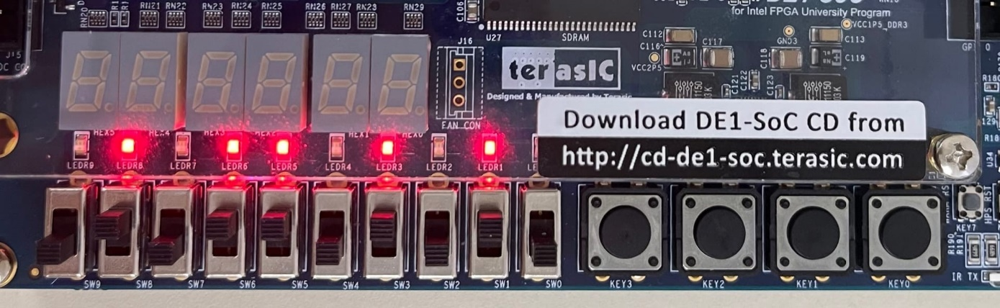 RN20 RN21 RN22 RN23 RN24 RN25 RN26 RN27 RN28 RN29
C106
for Intel FPGA University Program
U27 SDRAM
J16
C112
C116
VCC2P5
C117
GND3
VCC1P5_DDR3
C113
C118
C119
C121
C122
C123
J15
terasic
Designed & Manufactured by Terasic
FAN CON
Download DE1-SoC CD from
http://cd-de1-soc.terasic.com
HEX5 HEX4 HEX3 HEX2 HEX1 HEX0
LEDR9 LEDR8 LEDR7 LEDR6 LEDR5 LEDR4 LEDR3 LEDR2 LEDR1
U34
HPS_RST
KEY7
R190
R191
IR TX
SW9 SW8 SW7 SW6 SW5 SW4 SW3 SW2 SW1 SW0
KEY3 KEY2 KEY1 KEY0